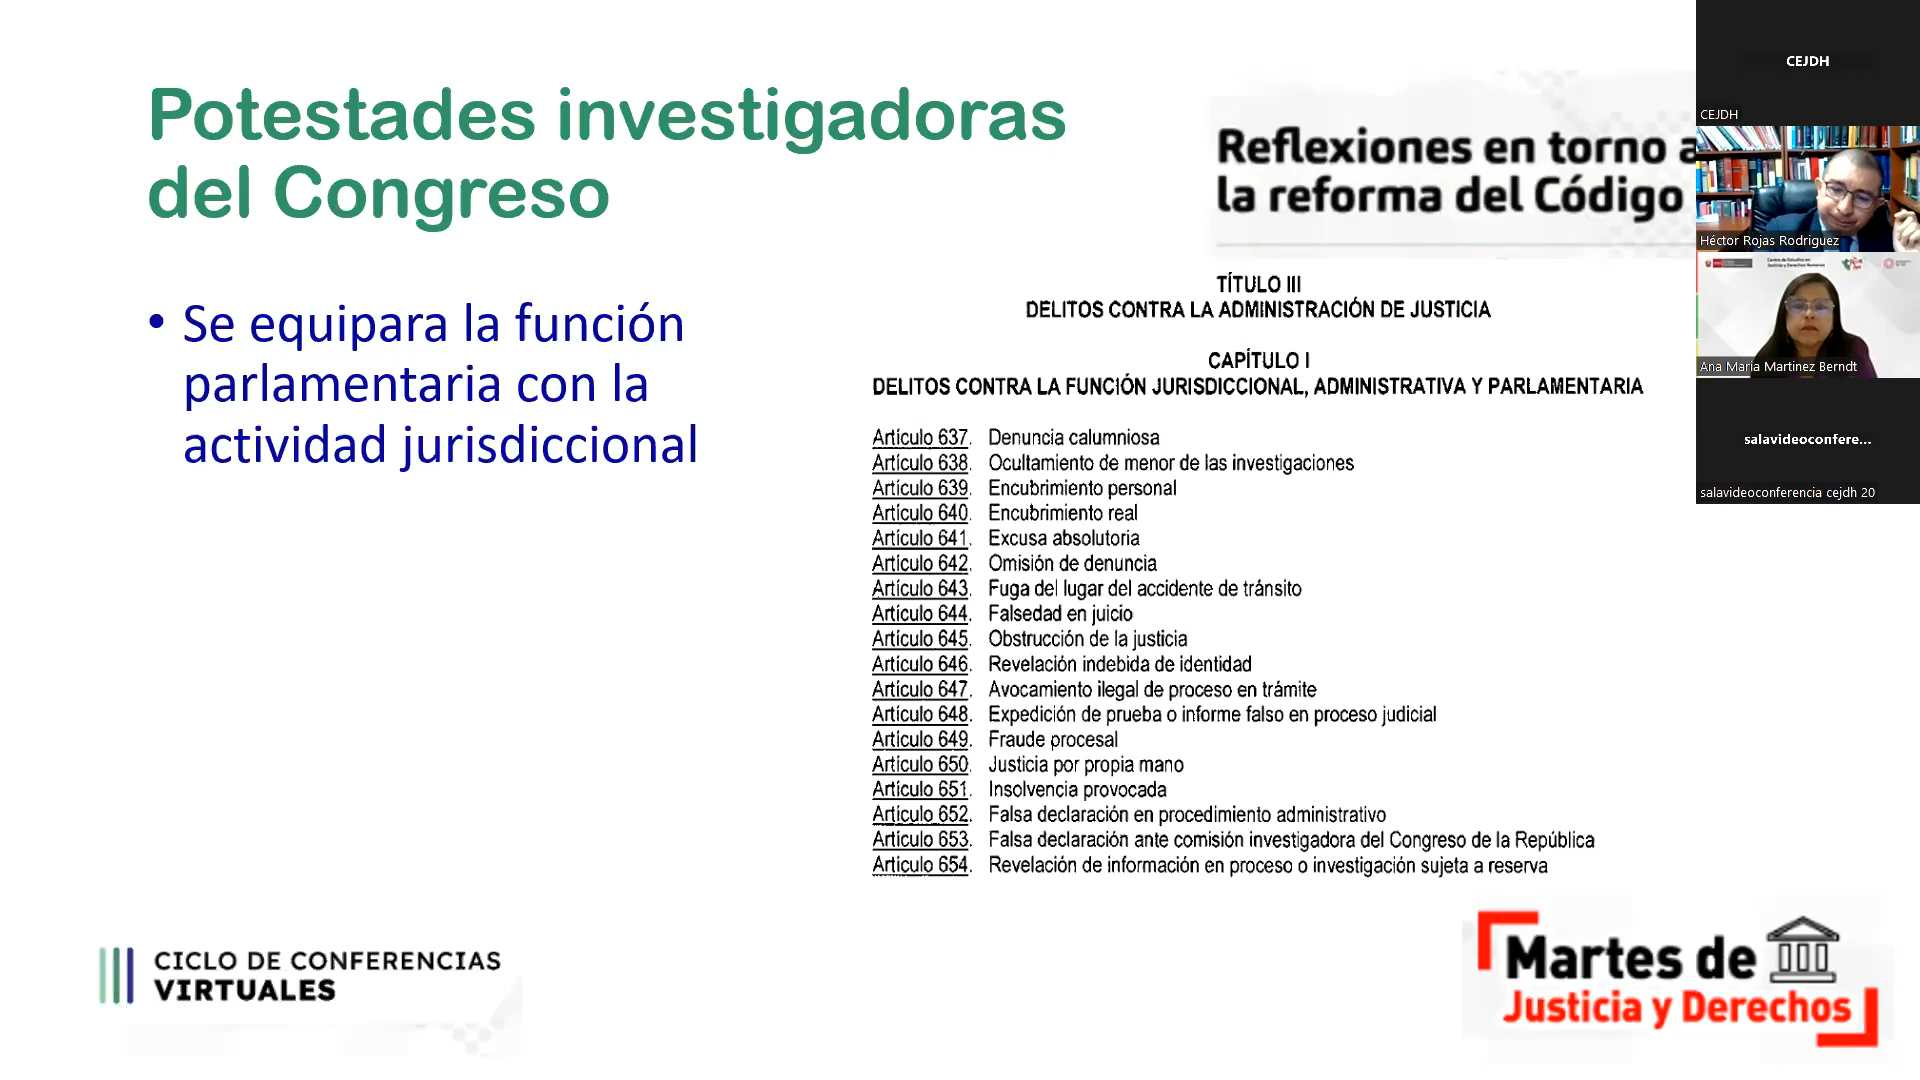 Potestades investigadoras
del Congreso
• Se equipara la función
parlamentaria con la
actividad jurisdiccional
Reflexiones en torno a
la reforma del Código
TÍTULO III
DELITOS CONTRA LA ADMINISTRACIÓN DE JUSTICIA
CAPÍTULO I
DELITOS CONTRA LA FUNCIÓN JURISDICCIONAL, ADMINISTRATIVA Y PARLAMENTARIA
Artículo 637. Denuncia calumniosa
Artículo 638. Ocultamiento de menor de las investigaciones
Artículo 639. Encubrimiento personal
Artículo 640. Encubrimiento real
Artículo 641. Excusa absolutoria
Artículo 642. Omisión de denuncia
Artículo 643. Fuga del lugar del accidente de tránsito
Artículo 644. Falsedad en juicio
Artículo 645. Obstrucción de la justicia
Artículo 646. Revelación indebida de identidad
Artículo 647. Avocamiento ilegal de proceso en trámite
Artículo 648. Expedición de prueba o informe falso en proceso judicial
Artículo 649. Fraude procesal
Artículo 650. Justicia por propia mano
Artículo 651. Insolvencia provocada
Artículo 652. Falsa declaración en procedimiento administrativo
Artículo 653. Falsa declaración ante comisión investigadora del Congreso de la República
Artículo 654. Revelación de información en proceso o investigación sujeta a reserva
CICLO DE CONFERENCIAS
VIRTUALES
Martes de
Justicia y Derechos
CEJDH
CEJDH
Héctor Rojas Rodriguez
Centro de Estudios en
Justicia y Derechos Humanos
Ana María Martinez Berndt
salavideoconfere...
salavideoconferencia cejdh 20